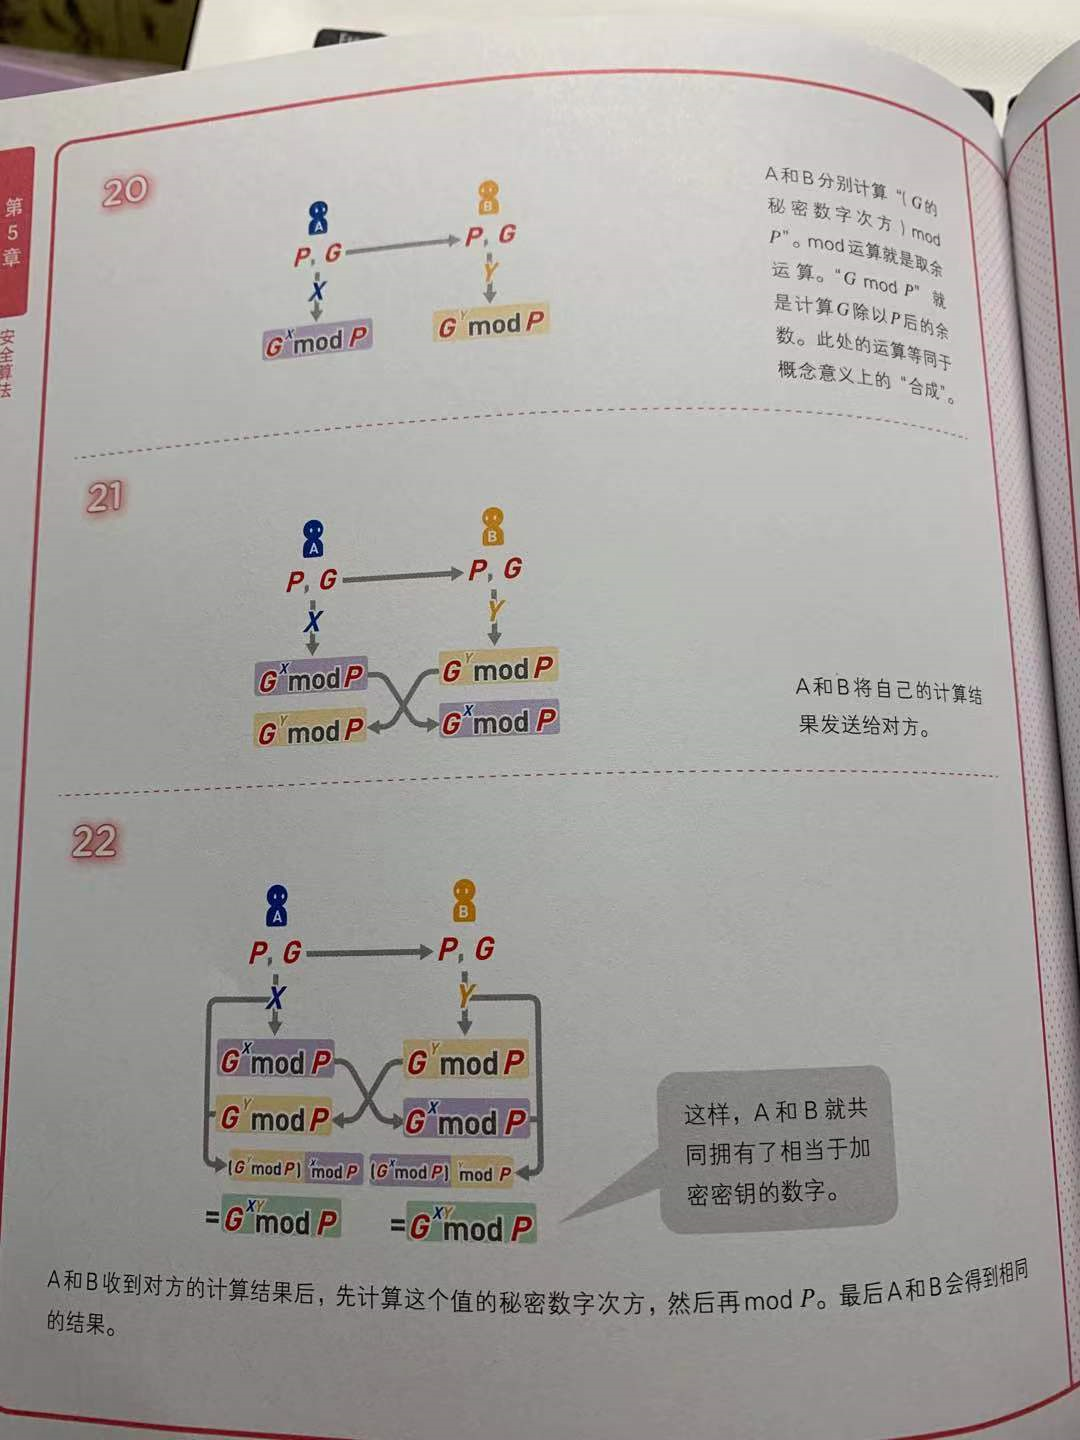 第5章
安全算法
20
A
B
P, G
P, G
X
Y
G^X mod P
G^Y mod P
A和B分别计算“(G的
秘密数字次方)mod
P”。mod运算就是取余
运算。“G mod P”就
是计算G除以P后的余
数。此处的运算等同于
概念意义上的“合成”。
21
A
B
P, G
P, G
X
Y
G^X mod P
G^Y mod P
G^Y mod P
G^X mod P
A和B将自己的计算结
果发送给对方。
22
A
B
P, G
P, G
X
Y
G^X mod P
G^Y mod P
G^Y mod P
G^X mod P
(G^Y mod P)^X mod P
(G^X mod P)^Y mod P
=G^XY mod P
=G^XY mod P
这样，A和B就共
同拥有了相当于加
密密钥的数字。
A和B收到对方的计算结果后，先计算这个值的秘密数字次方，然后再mod P。最后A和B会得到相同
的结果。